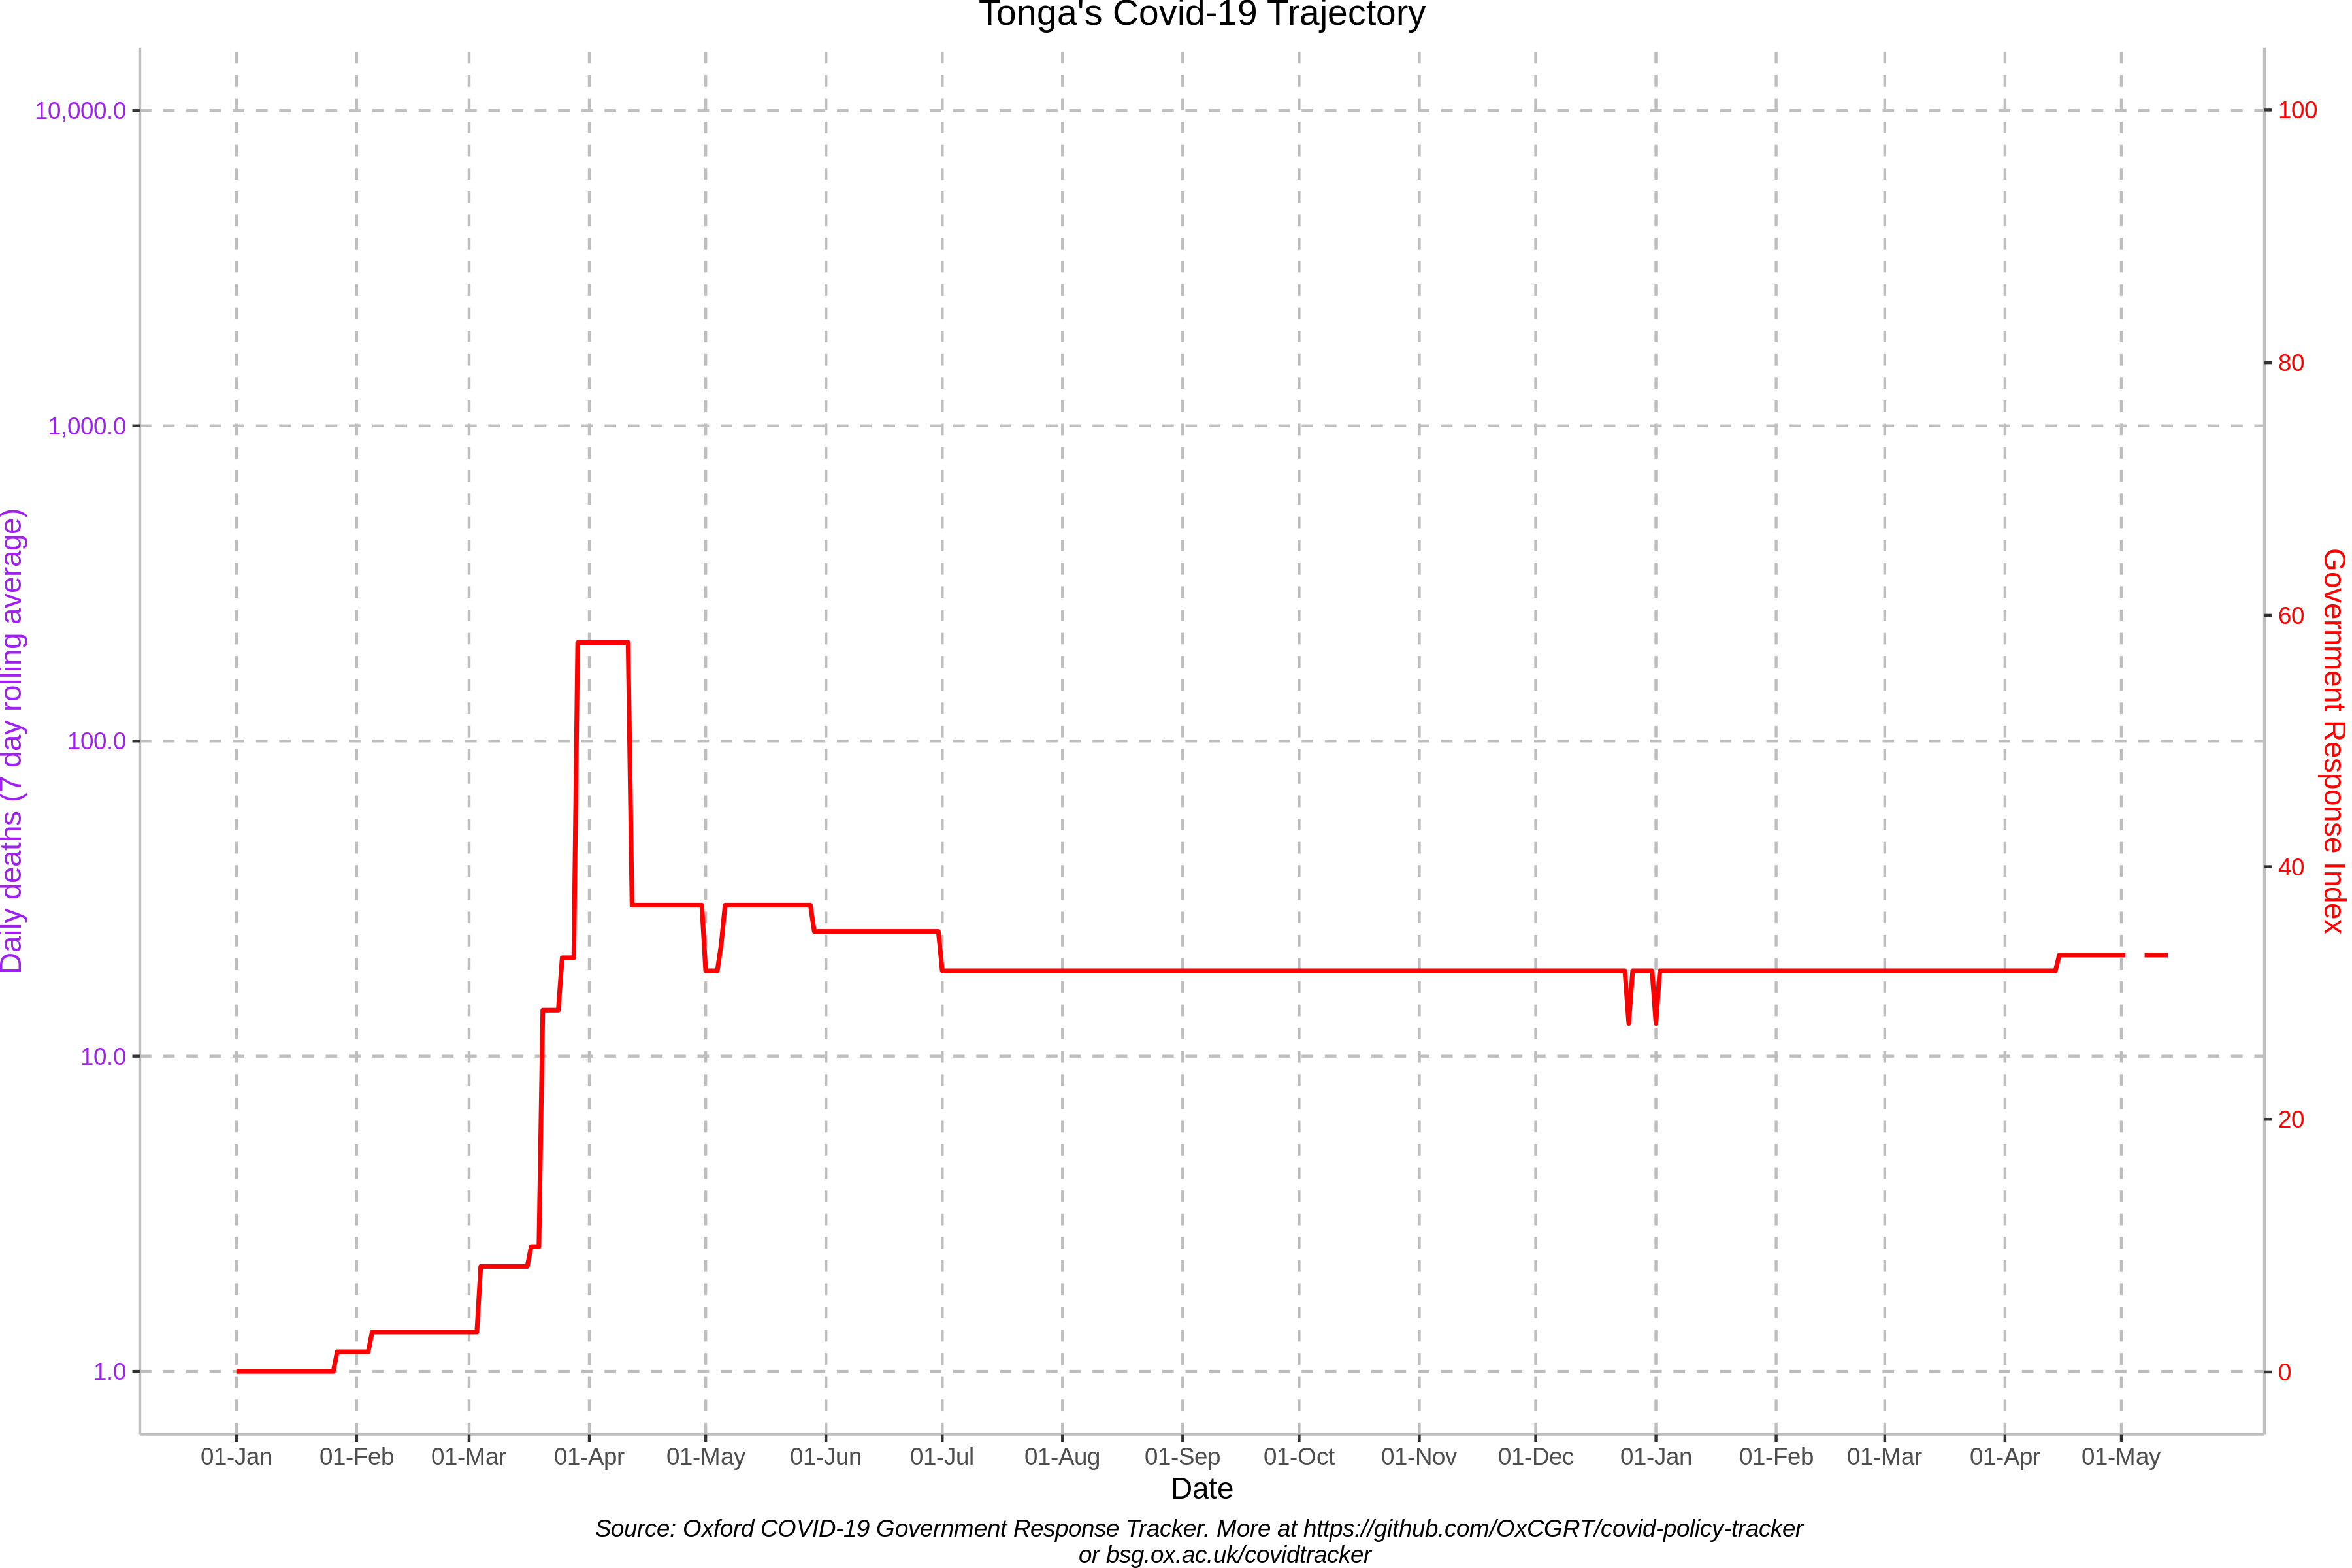 Tonga's Covid-19 Trajectory
10,000.0
1,000.0
100.0
10.0
1.0
Daily deaths (7 day rolling average)
100
80
60
40
20
0
Government Response Index
01-Jan 01-Feb 01-Mar 01-Apr 01-May 01-Jun 01-Jul 01-Aug 01-Sep 01-Oct 01-Nov 01-Dec 01-Jan 01-Feb 01-Mar 01-Apr 01-May
Date
Source: Oxford COVID-19 Government Response Tracker. More at https://github.com/OxCGRT/covid-policy-tracker
or bsg.ox.ac.uk/covidtracker